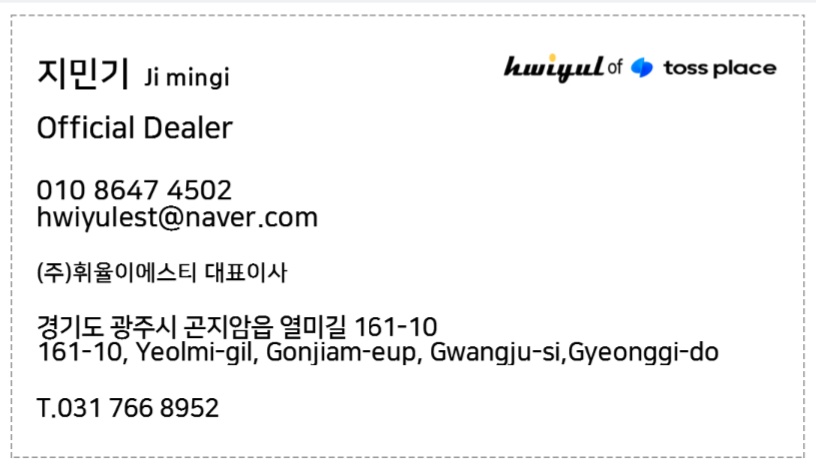 지민기 Ji mingi
hwiyul of toss place
Official Dealer
010 8647 4502
hwiyulest@naver.com
(주)휘율이에스티 대표이사
경기도 광주시 곤지암읍 열미길 161-10
161-10, Yeolmi-gil, Gonjiam-eup, Gwangju-si,Gyeonggi-do
T.031 766 8952